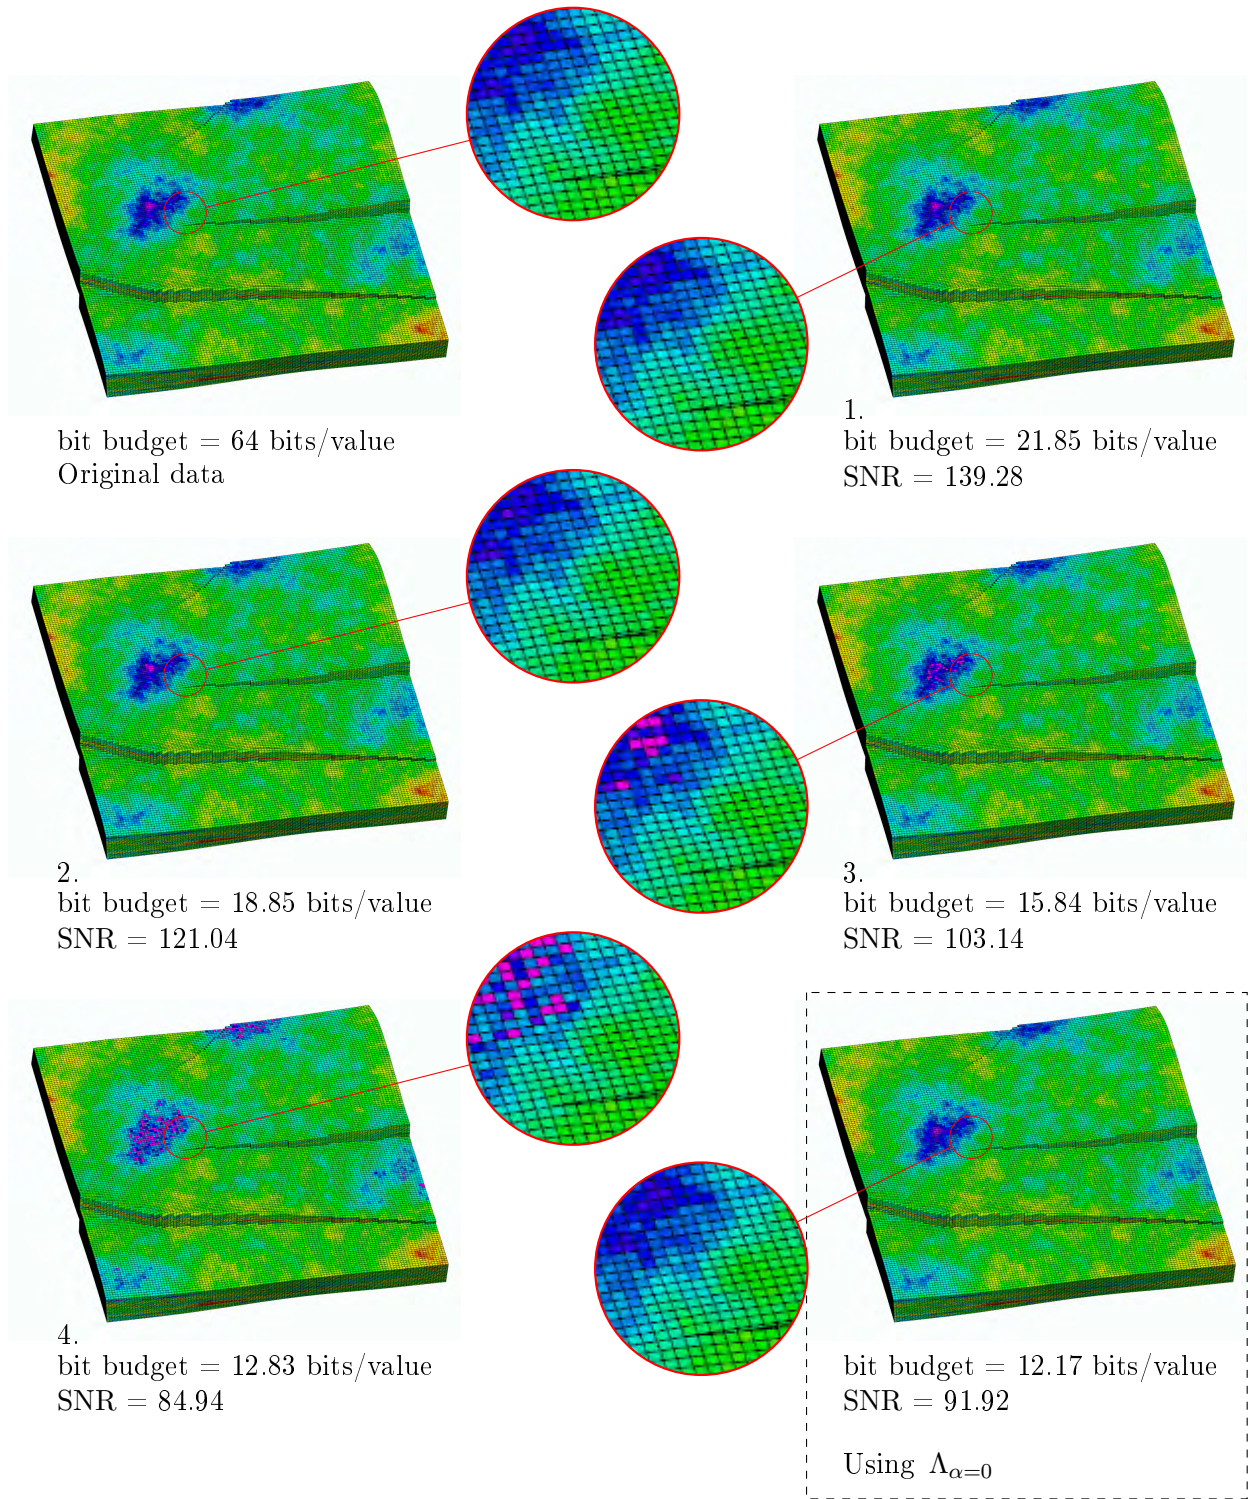 bit budget = 64 bits/value
Original data
1.
bit budget = 21.85 bits/value
SNR = 139.28
2.
bit budget = 18.85 bits/value
SNR = 121.04
3.
bit budget = 15.84 bits/value
SNR = 103.14
4.
bit budget = 12.83 bits/value
SNR = 84.94
bit budget = 12.17 bits/value
SNR = 91.92
Using Λα=0